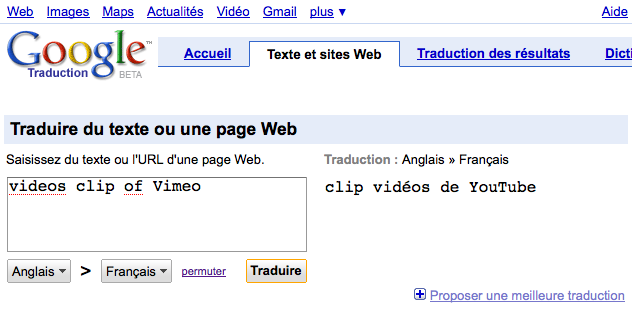 Web Images Maps Actualités Vidéo Gmail plus ▼ Aide
Google™
Traduction BETA
Accueil Texte et sites Web Traduction des résultats Dicti
Traduire du texte ou une page Web
Saisissez du texte ou l'URL d'une page Web. Traduction : Anglais » Français
videos clip of Vimeo clip vidéos de YouTube
Anglais > Français permuter Traduire
Proposer une meilleure traduction